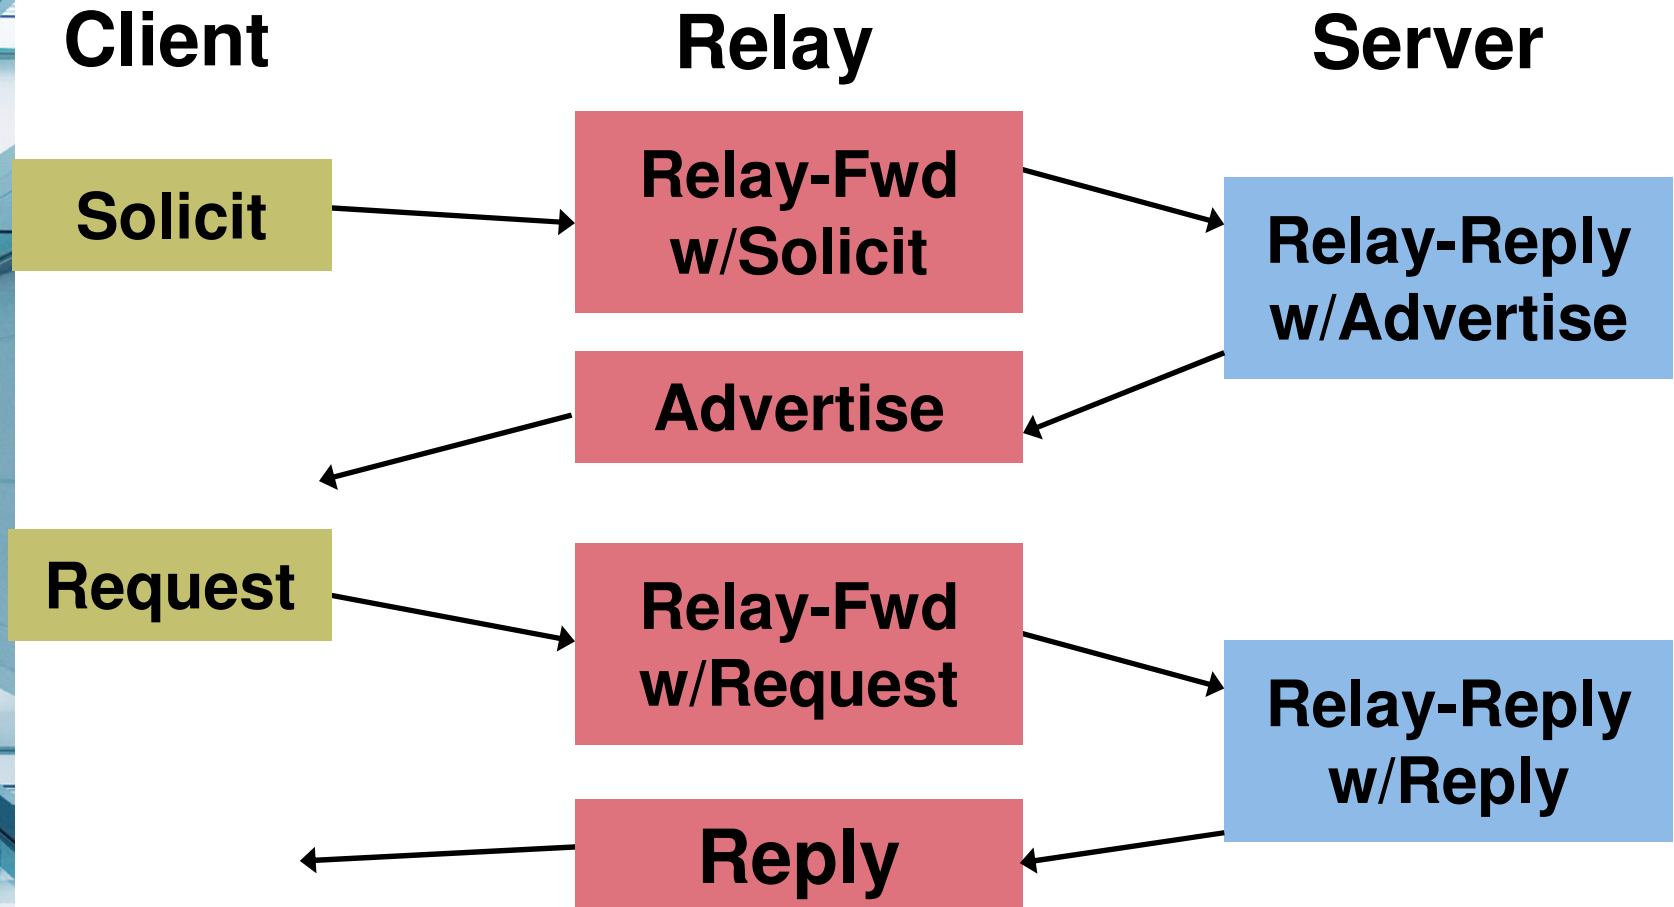 Client
Relay
Server
Solicit
Relay-Fwd
w/Solicit
Relay-Reply
w/Advertise
Advertise
Request
Relay-Fwd
w/Request
Relay-Reply
w/Reply
Reply